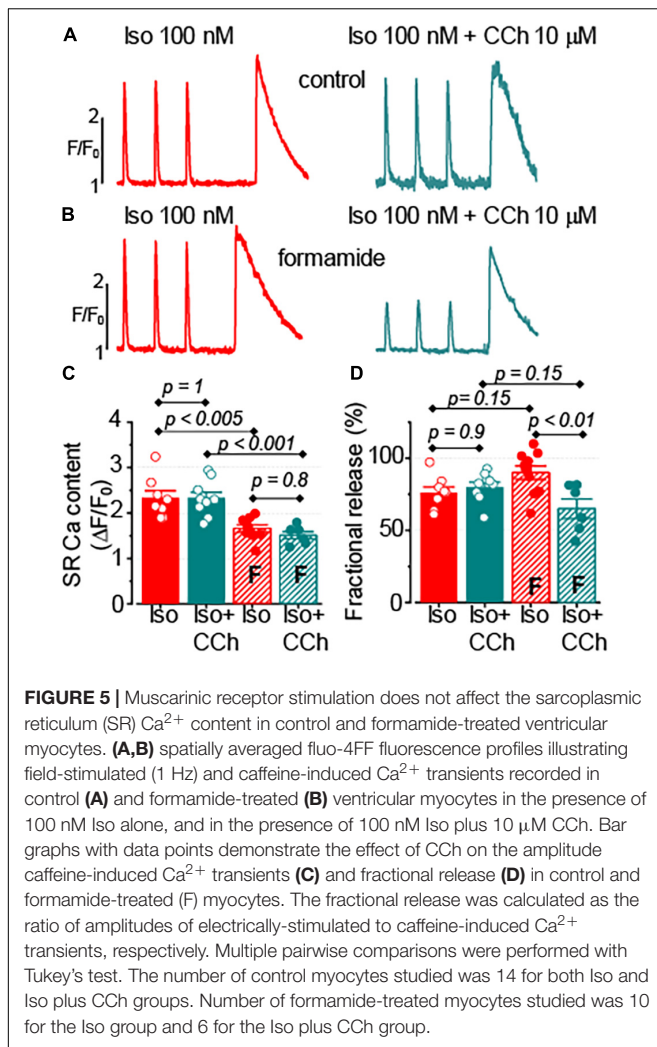 A
Iso 100 nM
Iso 100 nM + CCh 10 μM
control
2
F/F0
1
B
Iso 100 nM
Iso 100 nM + CCh 10 μM
formamide
2
F/F0
1
C
D
p = 1
p < 0.005
p < 0.001
p = 0.8
4
3
2
1
0
SR Ca content
(ΔF/F0)
F
F
Iso
Iso+
CCh
Iso
Iso+
CCh
p = 0.15
p= 0.15
p = 0.9
p < 0.01
100
50
0
Fractional release (%)
F
F
Iso
Iso+
CCh
Iso
Iso+
CCh
FIGURE 5 | Muscarinic receptor stimulation does not affect the sarcoplasmic
reticulum (SR) Ca2+ content in control and formamide-treated ventricular
myocytes. (A,B) spatially averaged fluo-4FF fluorescence profiles illustrating
field-stimulated (1 Hz) and caffeine-induced Ca2+ transients recorded in
control (A) and formamide-treated (B) ventricular myocytes in the presence of
100 nM Iso alone, and in the presence of 100 nM Iso plus 10 μM CCh. Bar
graphs with data points demonstrate the effect of CCh on the amplitude
caffeine-induced Ca2+ transients (C) and fractional release (D) in control and
formamide-treated (F) myocytes. The fractional release was calculated as the
ratio of amplitudes of electrically-stimulated to caffeine-induced Ca2+
transients, respectively. Multiple pairwise comparisons were performed with
Tukey's test. The number of control myocytes studied was 14 for both Iso and
Iso plus CCh groups. Number of formamide-treated myocytes studied was 10
for the Iso group and 6 for the Iso plus CCh group.